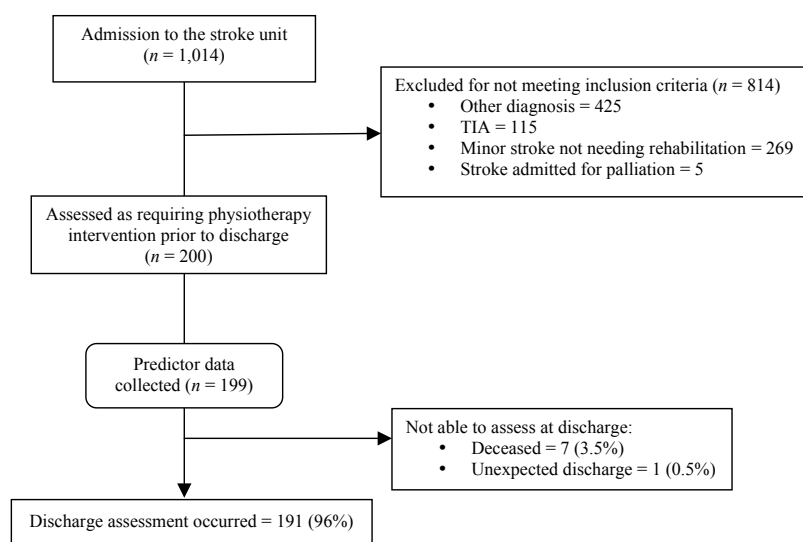 Admission to the stroke unit
(n = 1,014)
Excluded for not meeting inclusion criteria (n = 814)
• Other diagnosis = 425
• TIA = 115
• Minor stroke not needing rehabilitation = 269
• Stroke admitted for palliation = 5
Assessed as requiring physiotherapy
intervention prior to discharge
(n = 200)
Predictor data
collected (n = 199)
Not able to assess at discharge:
• Deceased = 7 (3.5%)
• Unexpected discharge = 1 (0.5%)
Discharge assessment occurred = 191 (96%)